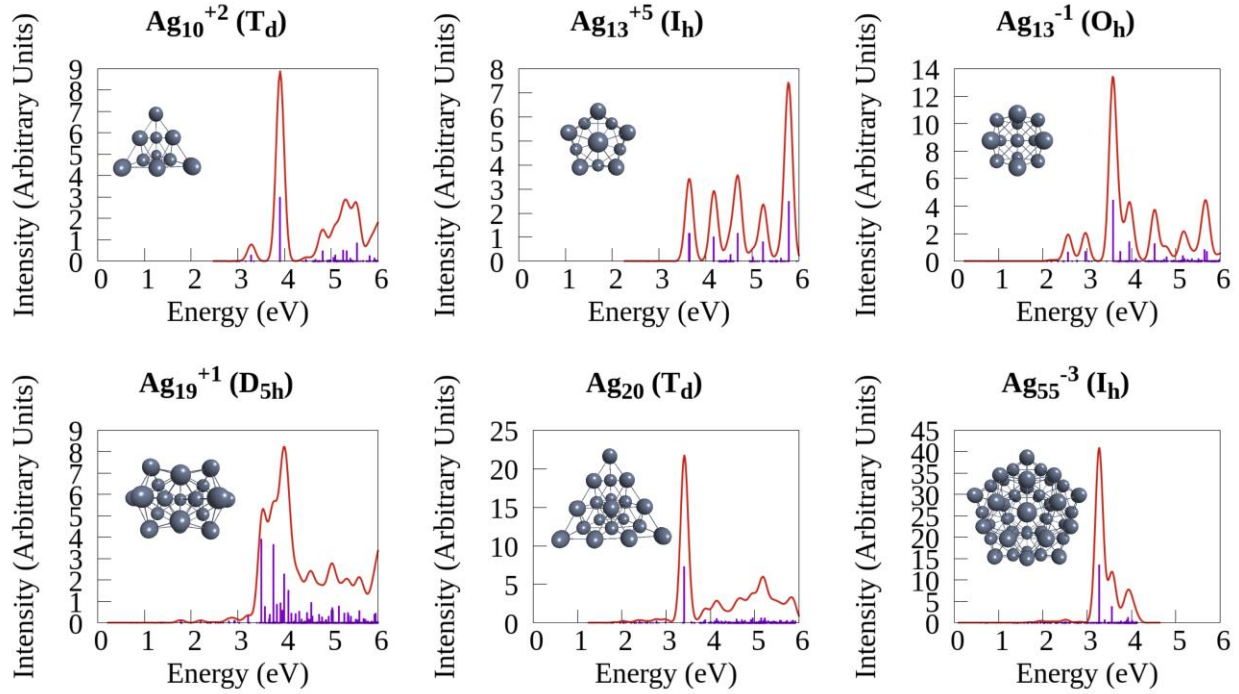 Ag10+2 (Td)
Intensity (Arbitrary Units)
9
8
7
6
5
4
3
2
1
0
0 1 2 3 4 5 6
Energy (eV)
Ag13+5 (Ih)
Intensity (Arbitrary Units)
8
7
6
5
4
3
2
1
0
0 1 2 3 4 5 6
Energy (eV)
Ag13-1 (Oh)
Intensity (Arbitrary Units)
14
12
10
8
6
4
2
0
0 1 2 3 4 5 6
Energy (eV)
Ag19+1 (D5h)
Intensity (Arbitrary Units)
9
8
7
6
5
4
3
2
1
0
0 1 2 3 4 5 6
Energy (eV)
Ag20 (Td)
Intensity (Arbitrary Units)
25
20
15
10
5
0
0 1 2 3 4 5 6
Energy (eV)
Ag55-3 (Ih)
Intensity (Arbitrary Units)
45
40
35
30
25
20
15
10
5
0
0 1 2 3 4 5 6
Energy (eV)